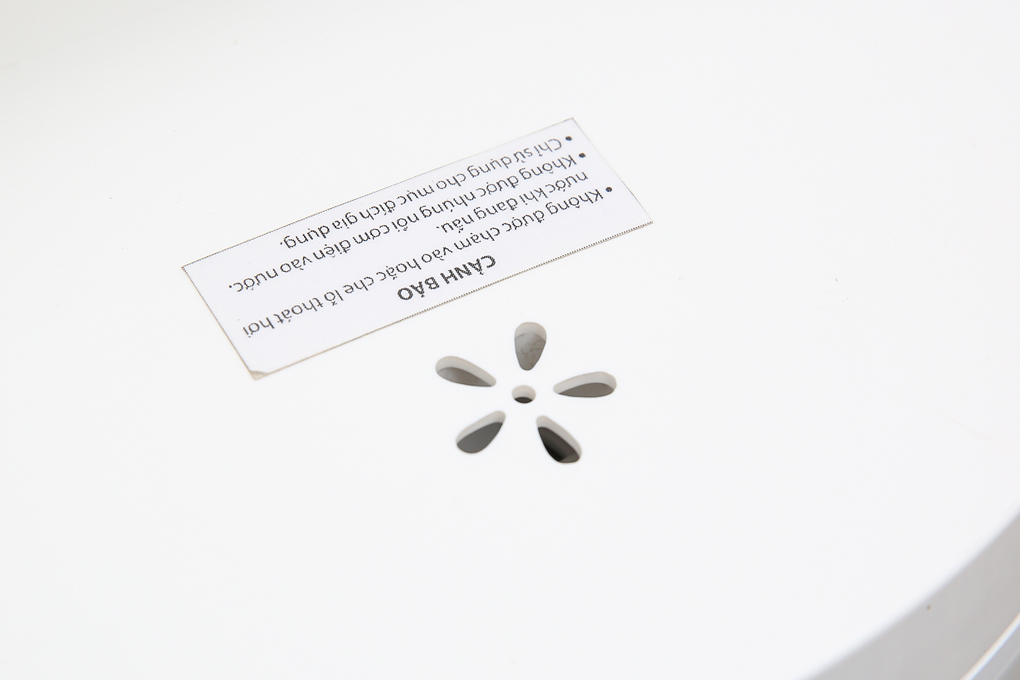 CẢNH BÁO
• Không được chạm vào hoặc che lỗ thoát hơi
nước khi đang nấu.
• Không được nhúng nồi cơm điện vào nước.
• Chỉ sử dụng cho mục đích gia dụng.